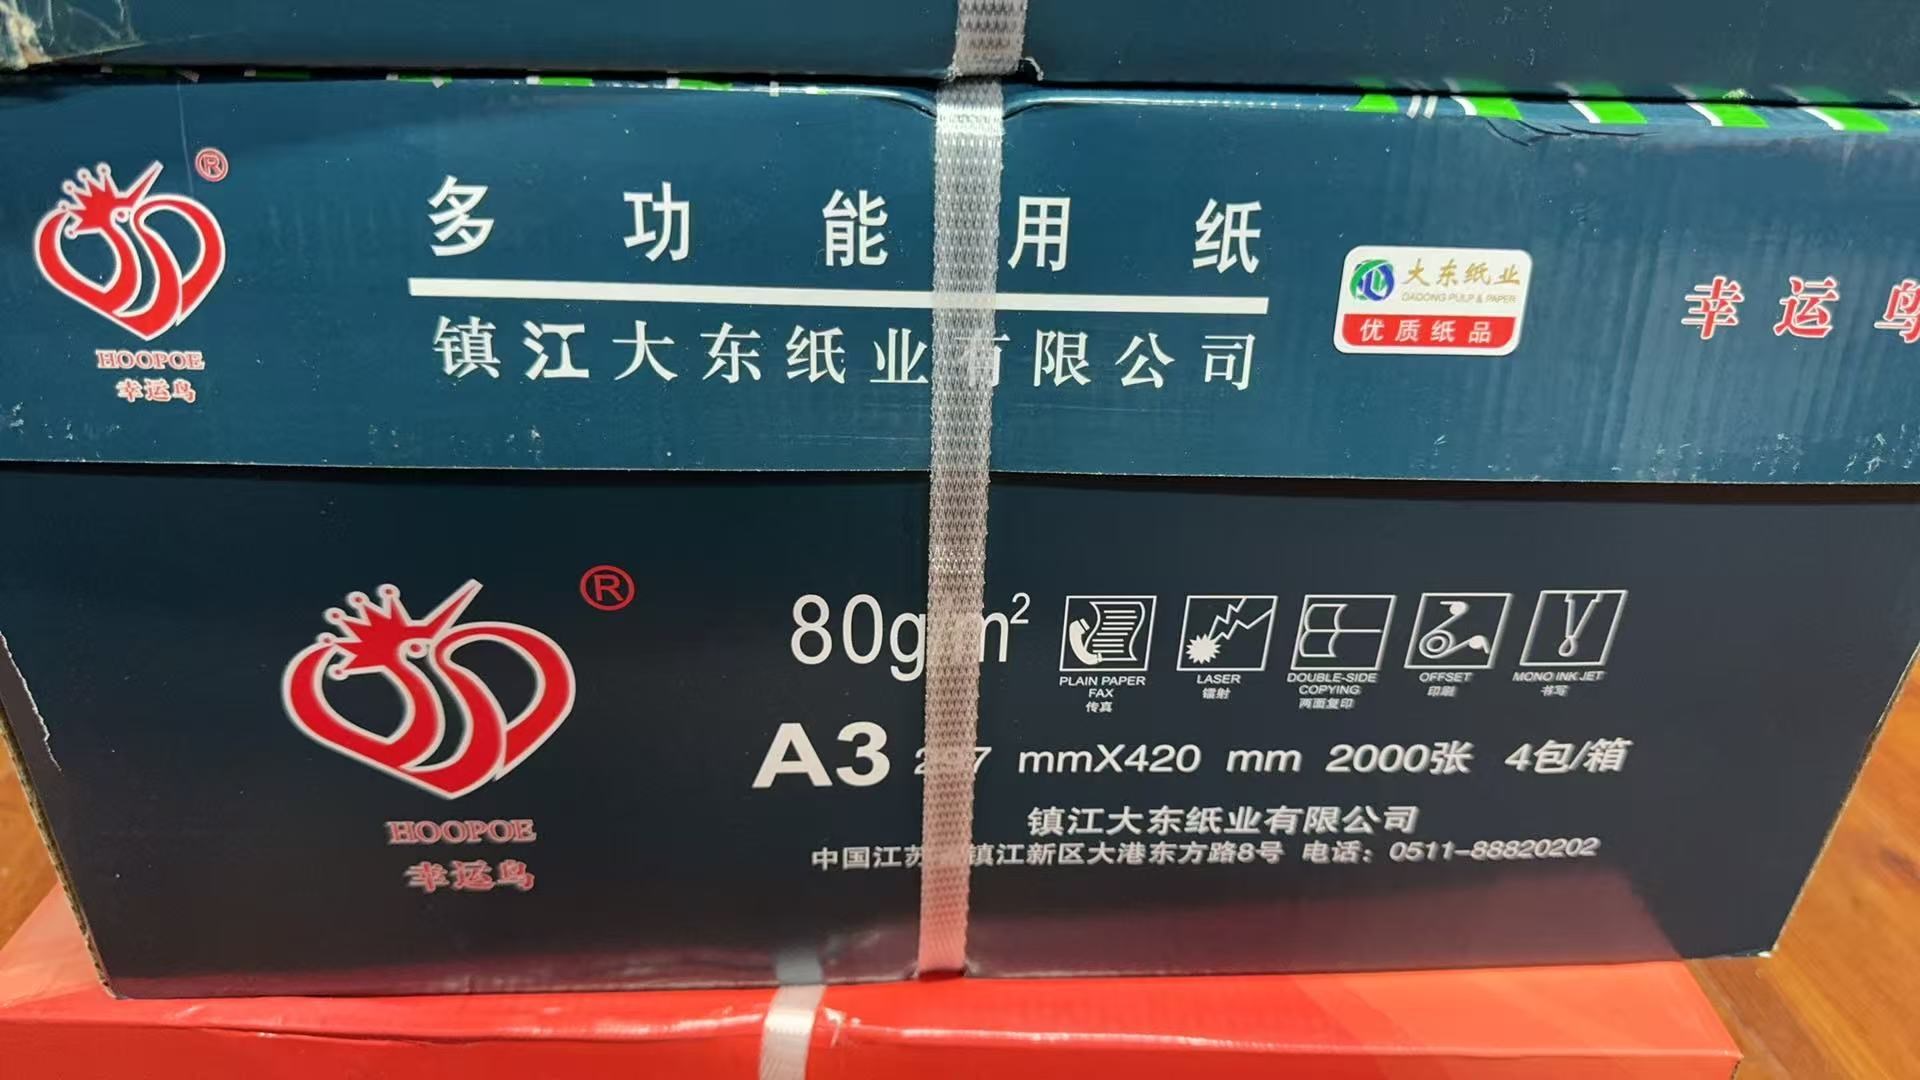 ®
多功能用纸
大东纸业
DADONG PULP & PAPER
优质纸品
幸运鸟
镇江大东纸业有限公司
HOOPOE
幸运鸟
®
80g m²
PLAIN PAPER
FAX
传真
LASER
镭射
DOUBLE-SIDE
COPYING
两面复印
OFFSET
印刷
MONO INK JET
书写
A3 mmX420 mm 2000张 4包/箱
HOOPOE
幸运鸟
镇江大东纸业有限公司
中国江苏 镇江新区大港东方路8号 电话：0511-88820202